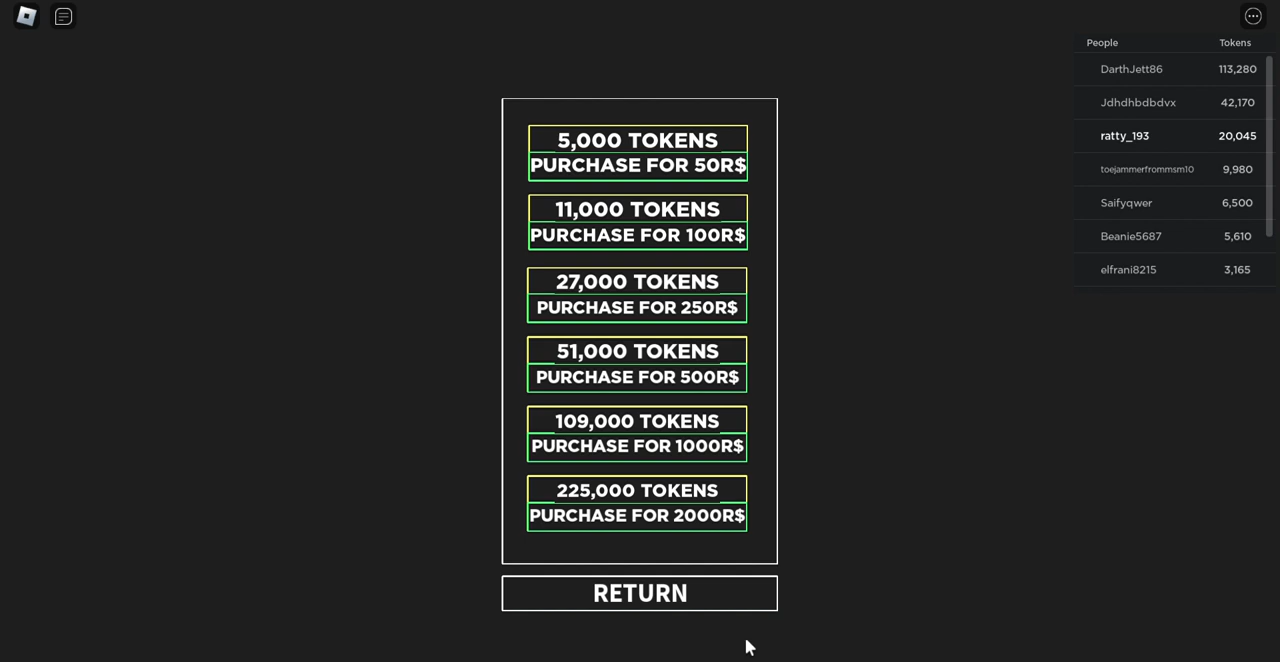 People Tokens
DarthJett86 113,280
Jdhdhbdbdvx 42,170
ratty_193 20,045
toejammerfrommsm10 9,980
Saifyqwer 6,500
Beanie5687 5,610
elfrani8215 3,165
5,000 TOKENS
PURCHASE FOR 50R$
11,000 TOKENS
PURCHASE FOR 100R$
27,000 TOKENS
PURCHASE FOR 250R$
51,000 TOKENS
PURCHASE FOR 500R$
109,000 TOKENS
PURCHASE FOR 1000R$
225,000 TOKENS
PURCHASE FOR 2000R$
RETURN